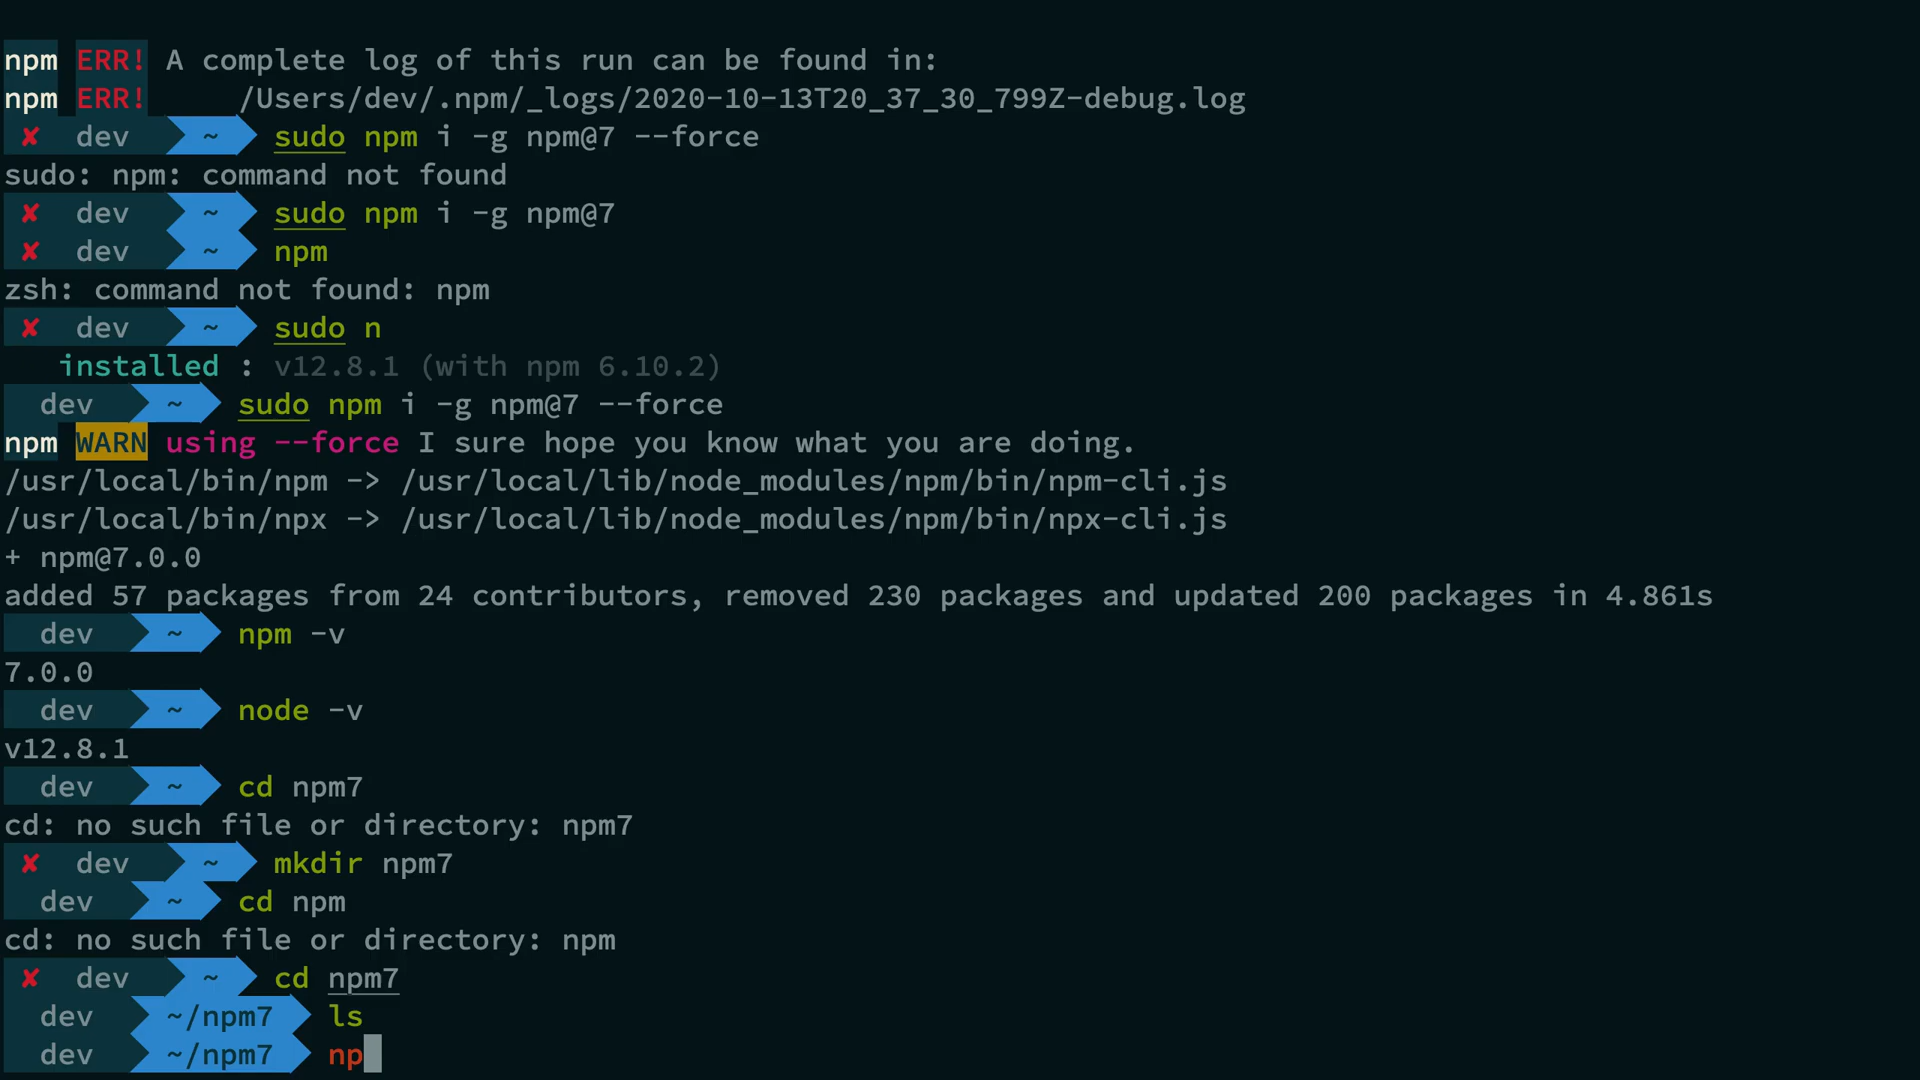 npm ERR! A complete log of this run can be found in:
npm ERR!     /Users/dev/.npm/_logs/2020-10-13T20_37_30_799Z-debug.log
✘ dev ~ sudo npm i -g npm@7 --force
sudo: npm: command not found
✘ dev ~ sudo npm i -g npm@7
✘ dev ~ npm
zsh: command not found: npm
✘ dev ~ sudo n
installed : v12.8.1 (with npm 6.10.2)
dev ~ sudo npm i -g npm@7 --force
npm WARN using --force I sure hope you know what you are doing.
/usr/local/bin/npm -> /usr/local/lib/node_modules/npm/bin/npm-cli.js
/usr/local/bin/npx -> /usr/local/lib/node_modules/npm/bin/npx-cli.js
+ npm@7.0.0
added 57 packages from 24 contributors, removed 230 packages and updated 200 packages in 4.861s
dev ~ npm -v
7.0.0
dev ~ node -v
v12.8.1
dev ~ cd npm7
cd: no such file or directory: npm7
✘ dev ~ mkdir npm7
dev ~ cd npm
cd: no such file or directory: npm
✘ dev ~ cd npm7
dev ~/npm7 ls
dev ~/npm7 np